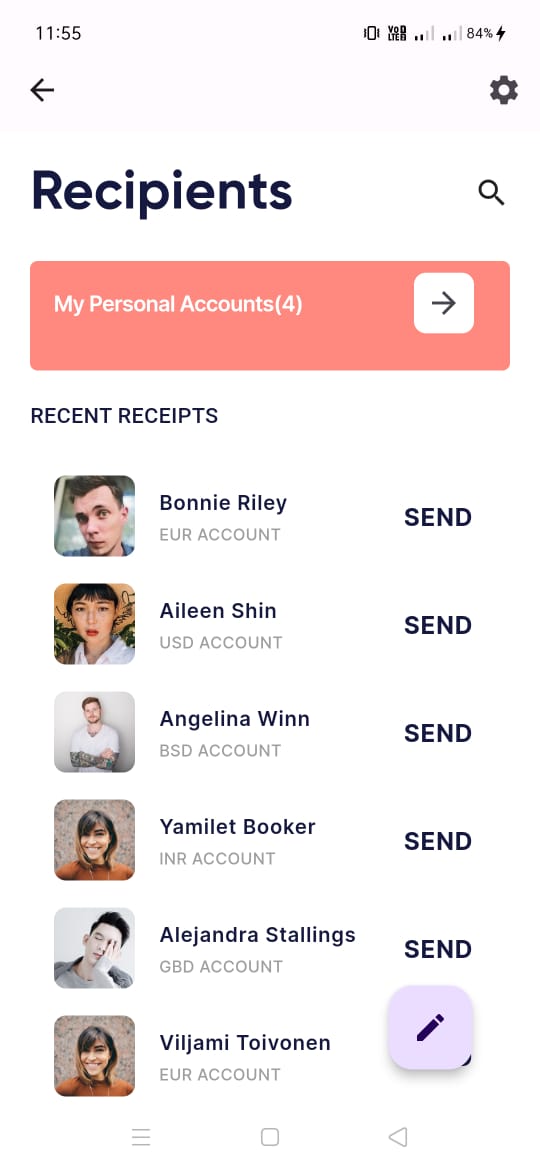 11:55
VoD LTED 84%
Recipients
My Personal Accounts(4)
RECENT RECEIPTS
Bonnie Riley
EUR ACCOUNT
SEND
Aileen Shin
USD ACCOUNT
SEND
Angelina Winn
BSD ACCOUNT
SEND
Yamilet Booker
INR ACCOUNT
SEND
Alejandra Stallings
GBD ACCOUNT
SEND
Viljami Toivonen
EUR ACCOUNT